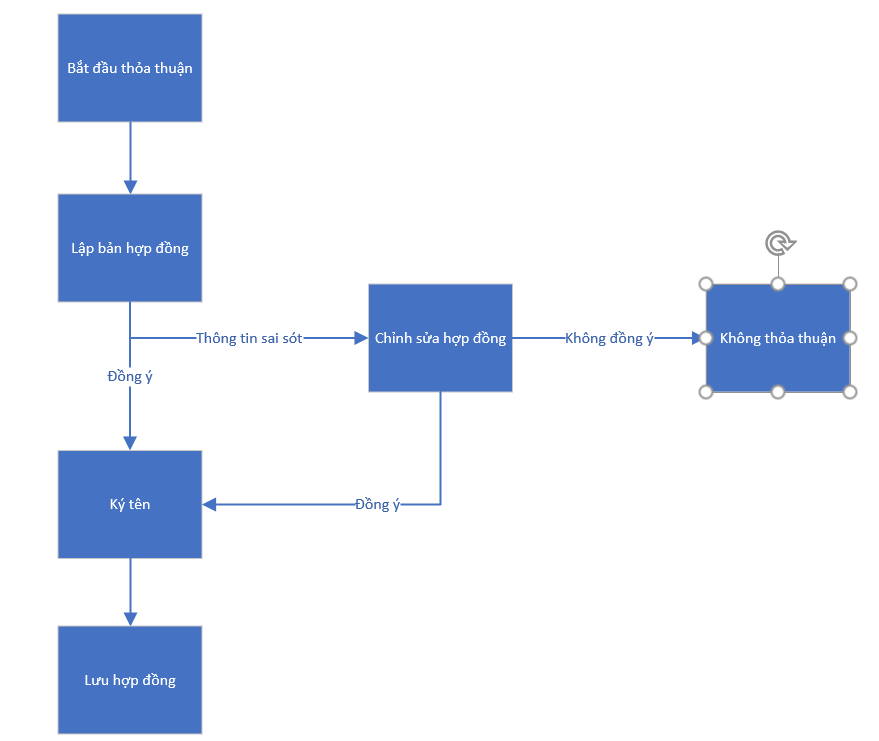 Bắt đầu thỏa thuận
Lập bản hợp đồng
Thông tin sai sót
Chỉnh sửa hợp đồng
Không đồng ý
Không thỏa thuận
Đồng ý
Ký tên
Đồng ý
Lưu hợp đồng